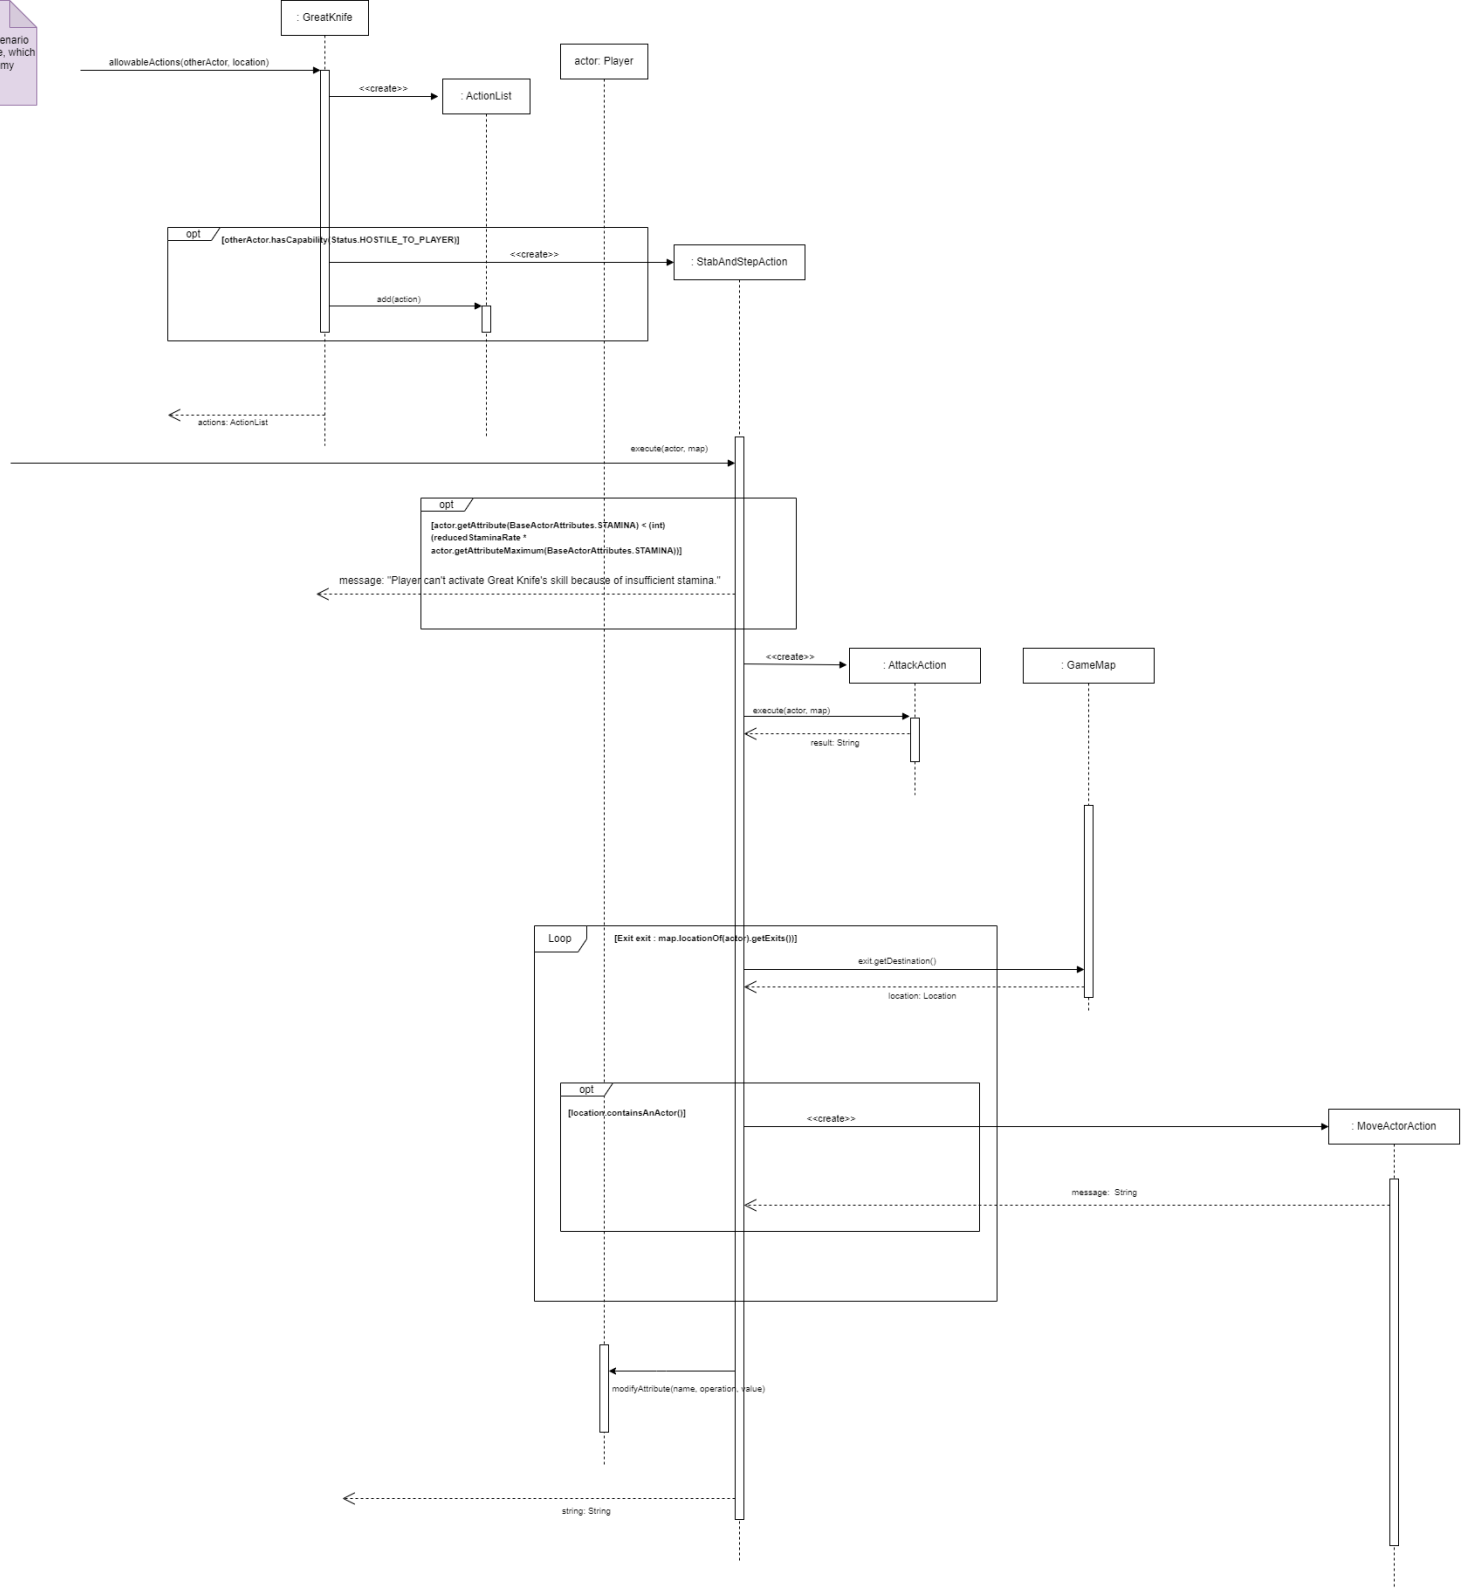 : GreatKnife
enario
e, which
my
actor: Player
allowableActions(otherActor, location)
<<create>>
: ActionList
opt
[otherActor.hasCapability(Status.HOSTILE_TO_PLAYER)]
<<create>>
: StabAndStepAction
add(action)
actions: ActionList
execute(actor, map)
opt
[actor.getAttribute(BaseActorAttributes.STAMINA) < (int)
(reducedStaminaRate *
actor.getAttributeMaximum(BaseActorAttributes.STAMINA))]
message: "Player can't activate Great Knife's skill because of insufficient stamina."
<<create>>
: AttackAction
: GameMap
execute(actor, map)
result: String
Loop
[Exit exit : map.locationOf(actor).getExits())]
exit.getDestination()
location: Location
opt
[location.containsAnActor()]
<<create>>
: MoveActorAction
message: String
modifyAttribute(name, operation, value)
string: String